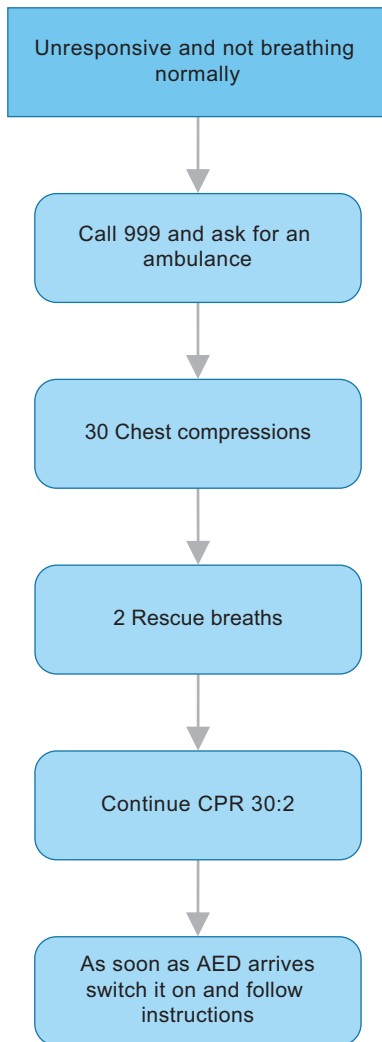 Unresponsive and not breathing
normally
Call 999 and ask for an
ambulance
30 Chest compressions
2 Rescue breaths
Continue CPR 30:2
As soon as AED arrives
switch it on and follow
instructions